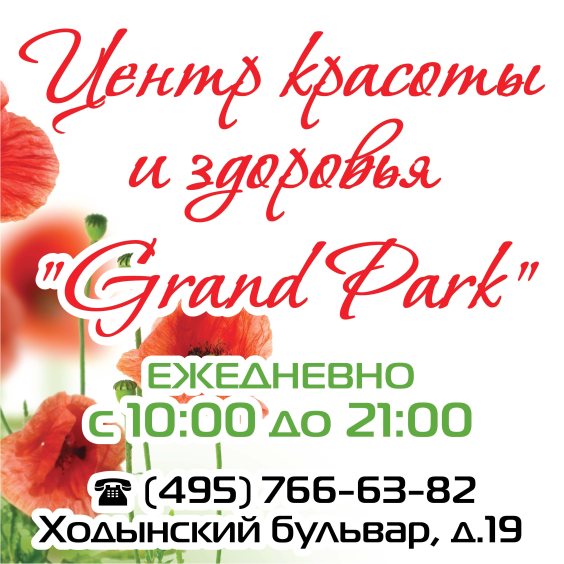 Центр красоты
и здоровья
"Grand Park"
ЕЖЕДНЕВНО
с 10:00 до 21:00
☎ (495) 766-63-82
Ходынский бульвар, д.19